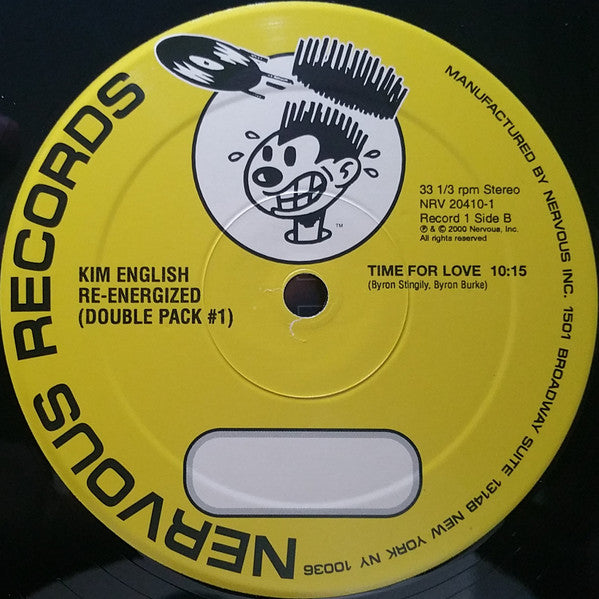 NERVOUS RECORDS
MANUFACTURED BY NERVOUS INC. 1501 BROADWAY SUITE 1314B NEW YORK NY 10036
TM
33 1/3 rpm Stereo
NRV 20410-1
Record 1 Side B
℗ & © 2000 Nervous, Inc.
All rights reserved
KIM ENGLISH
RE-ENERGIZED
(DOUBLE PACK #1)
TIME FOR LOVE 10:15
(Byron Stingily, Byron Burke)